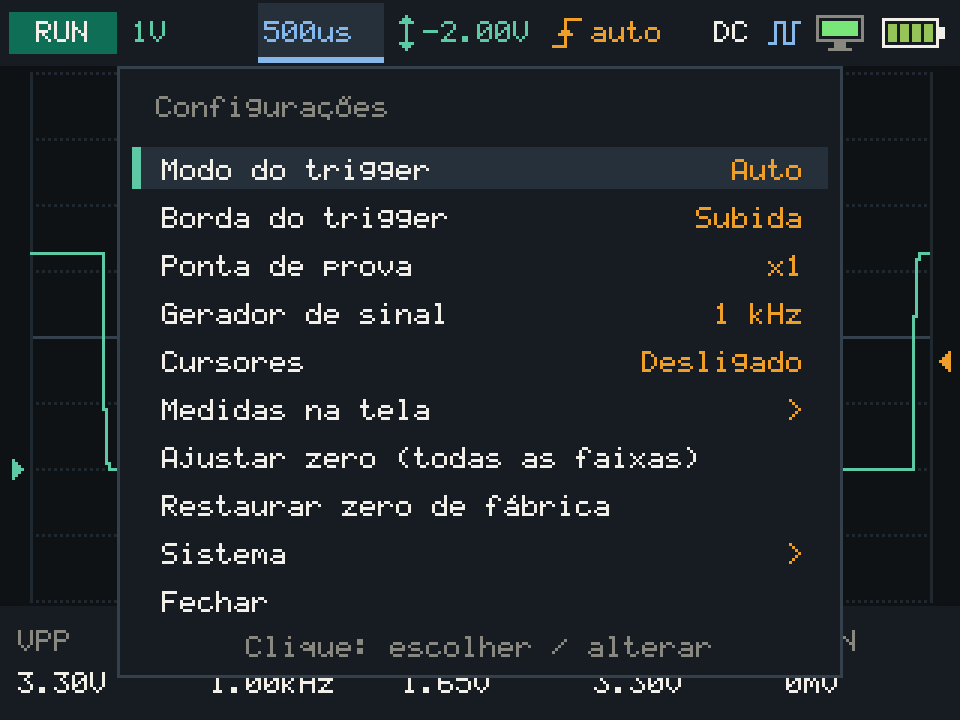 RUN 1V 500us -2.00V auto DC
Configurações
Modo do trigger Auto
Borda do trigger Subida
Ponta de prova x1
Gerador de sinal 1 kHz
Cursores Desligado
Medidas na tela >
Ajustar zero (todas as faixas)
Restaurar zero de fábrica
Sistema >
Fechar
Clique: escolher / alterar
VPP
3.30V 1.00kHz 1.65V 3.30V 0mV